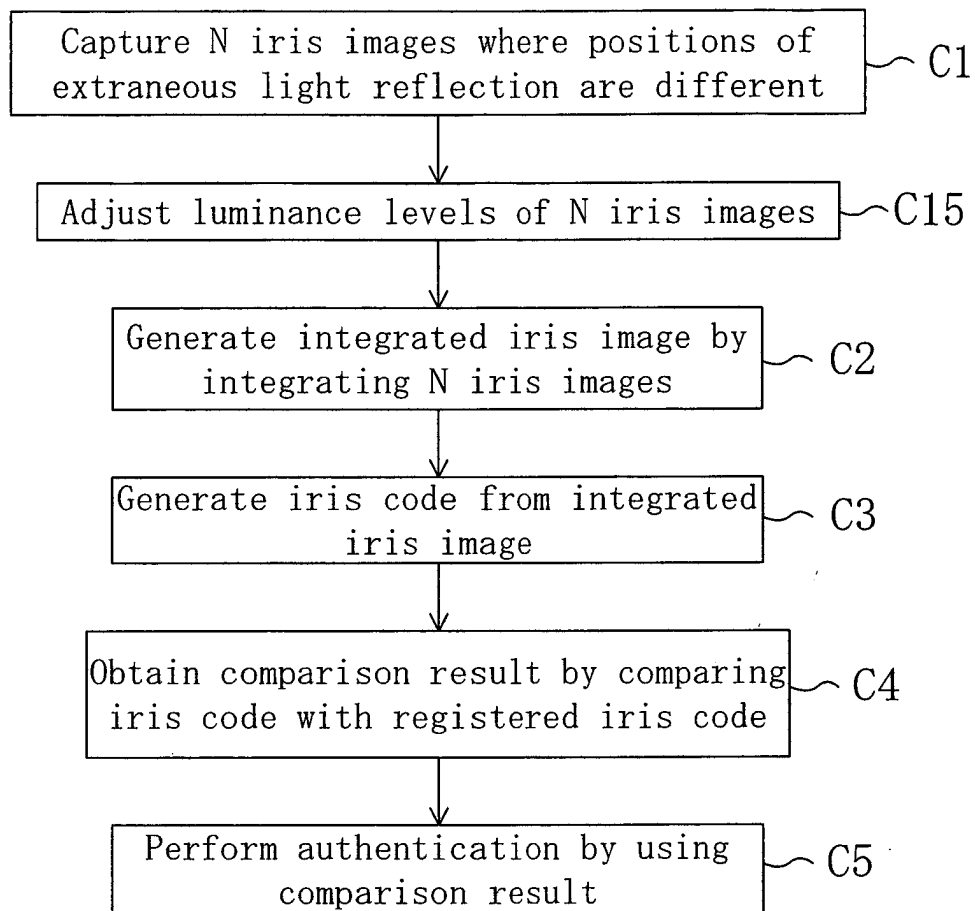 Capture N iris images where positions of
extraneous light reflection are different
C1
Adjust luminance levels of N iris images
C15
Generate integrated iris image by
integrating N iris images
C2
Generate iris code from integrated
iris image
C3
Obtain comparison result by comparing
iris code with registered iris code
C4
Perform authentication by using
comparison result
C5